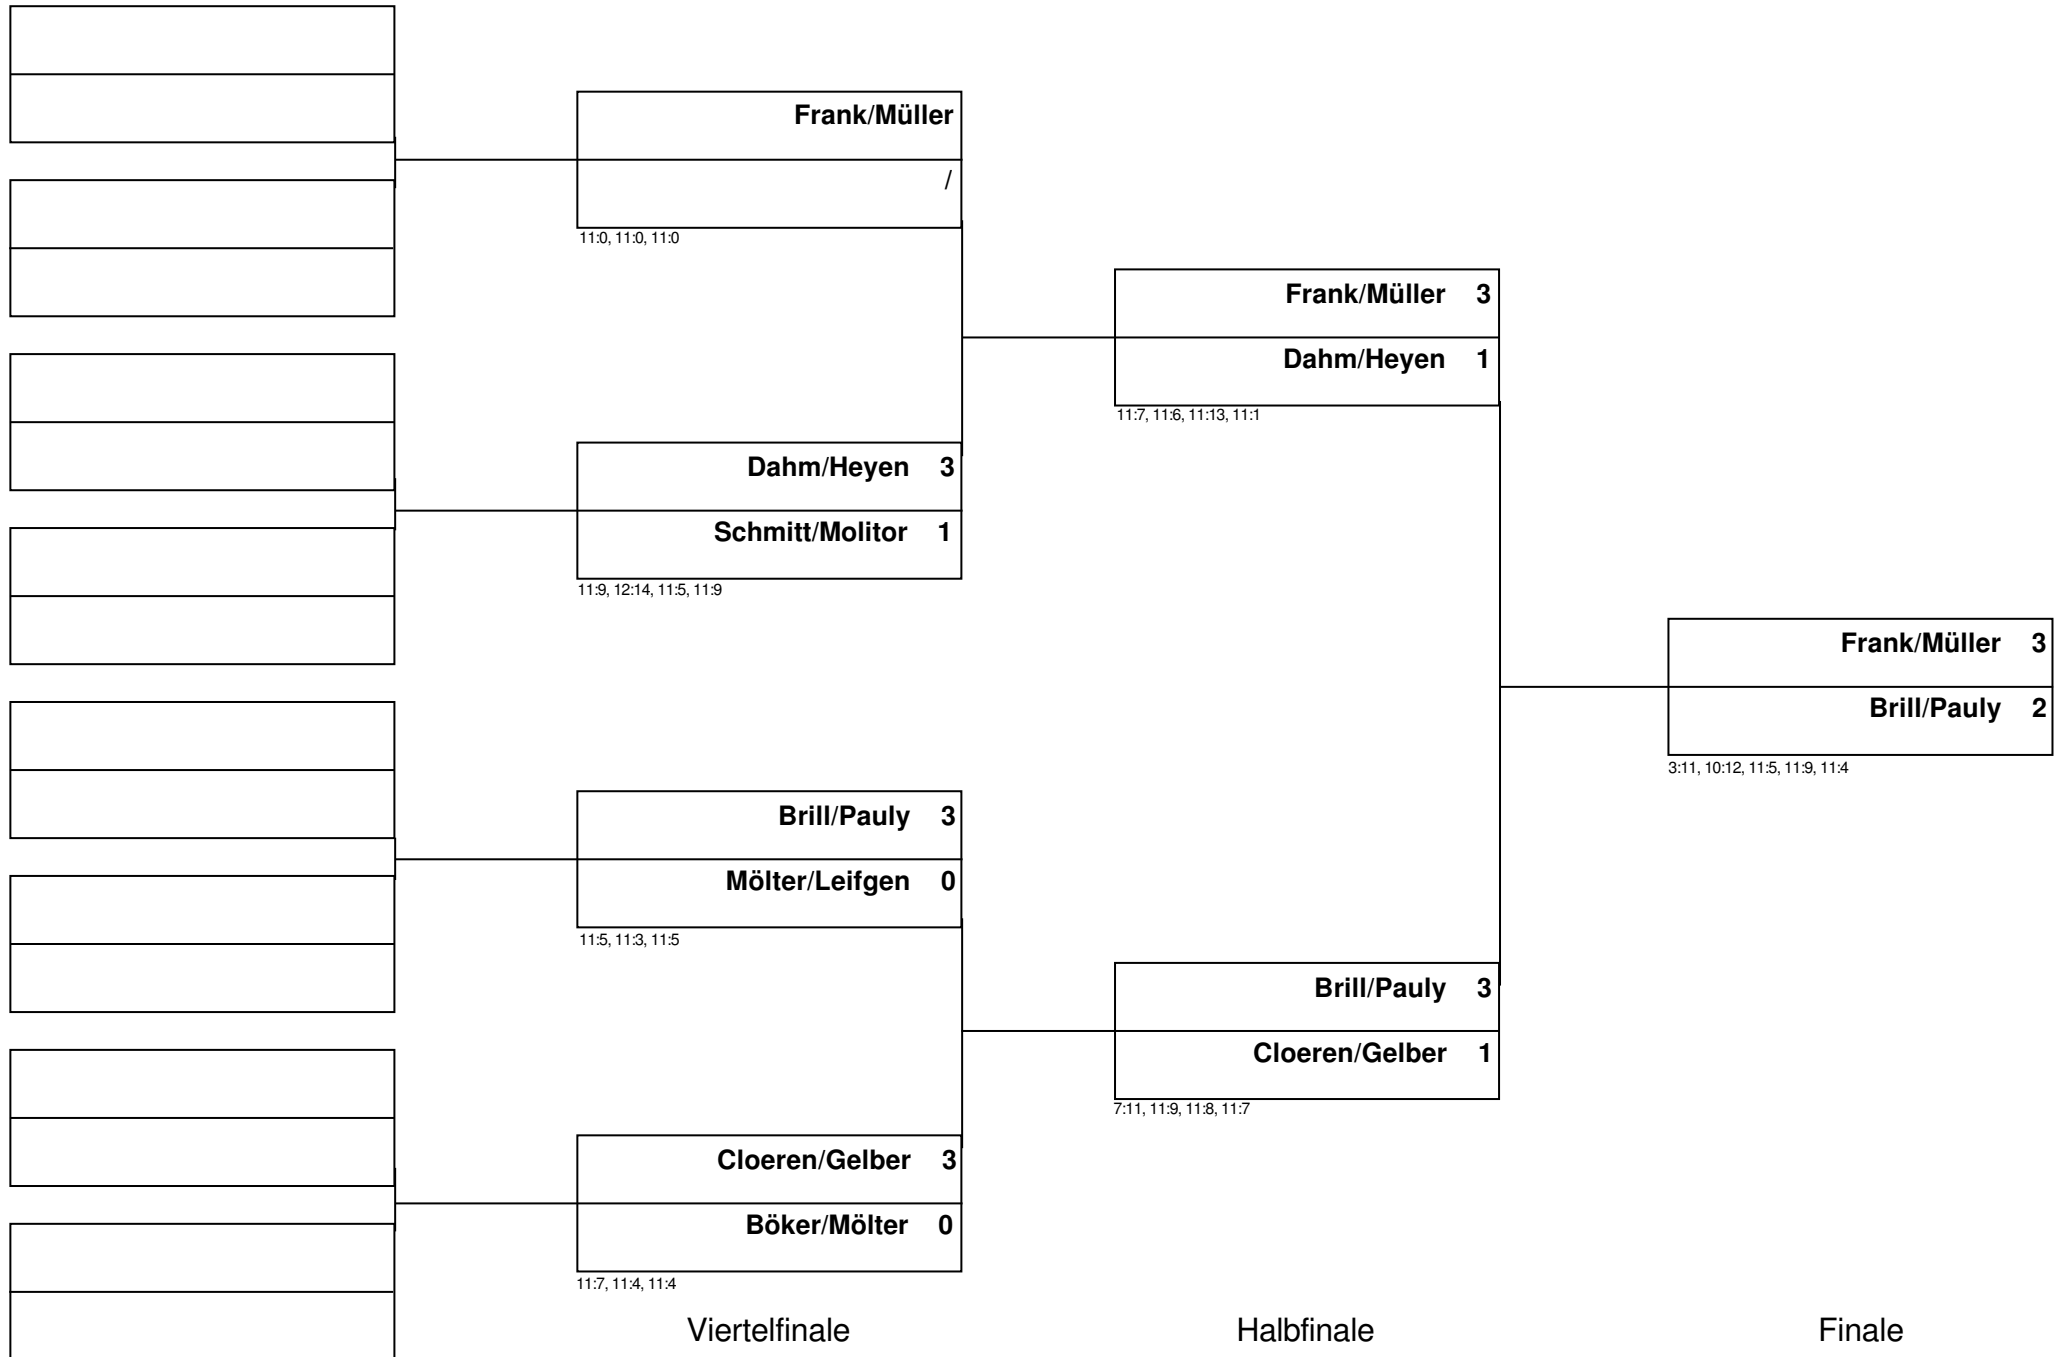 Frank/Müller
/
11:0, 11:0, 11:0
Dahm/Heyen 3
Schmitt/Molitor 1
11:9, 12:14, 11:5, 11:9
Brill/Pauly 3
Mölter/Leifgen 0
11:5, 11:3, 11:5
Cloeren/Gelber 3
Böker/Mölter 0
11:7, 11:4, 11:4
Viertelfinale
Frank/Müller 3
Dahm/Heyen 1
11:7, 11:6, 11:13, 11:1
Brill/Pauly 3
Cloeren/Gelber 1
7:11, 11:9, 11:8, 11:7
Halbfinale
Frank/Müller 3
Brill/Pauly 2
3:11, 10:12, 11:5, 11:9, 11:4
Finale